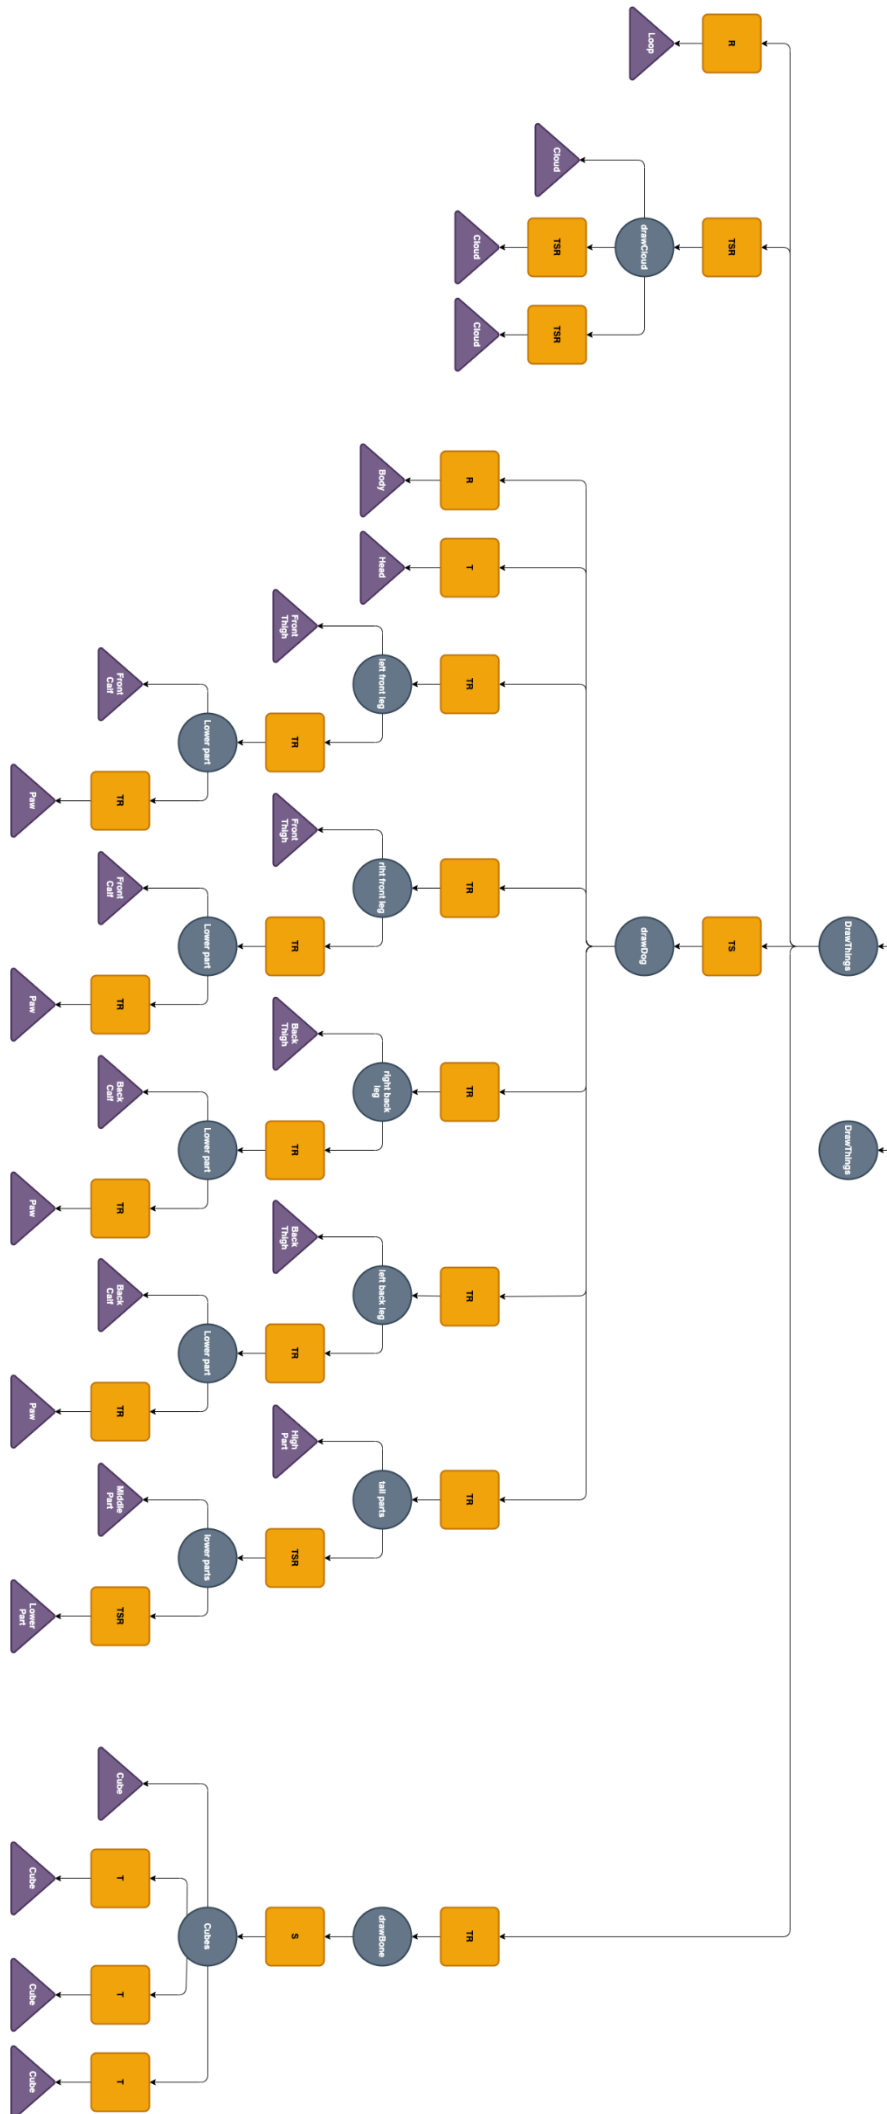 DrawThings
DrawThings
R
TSR
TS
Loop
drawCloud
drawDog
Cloud
TSR
TSR
Cloud
Cloud
R
T
TR
TR
TR
TR
TR
TR
Body
Head
left front leg
riht front leg
right back
leg
left back leg
tail parts
drawBone
Front
Thigh
TR
Front
Thigh
TR
Back
Thigh
TR
Back
Thigh
TR
High
Part
TSR
S
Lower part
Lower part
Lower part
Lower part
lower parts
Cubes
Front
Calf
TR
Front
Calf
TR
Back
Calf
TR
Back
Calf
TR
Middle
Part
TSR
Cube
T
T
T
Paw
Paw
Paw
Paw
Lower
Part
Cube
Cube
Cube